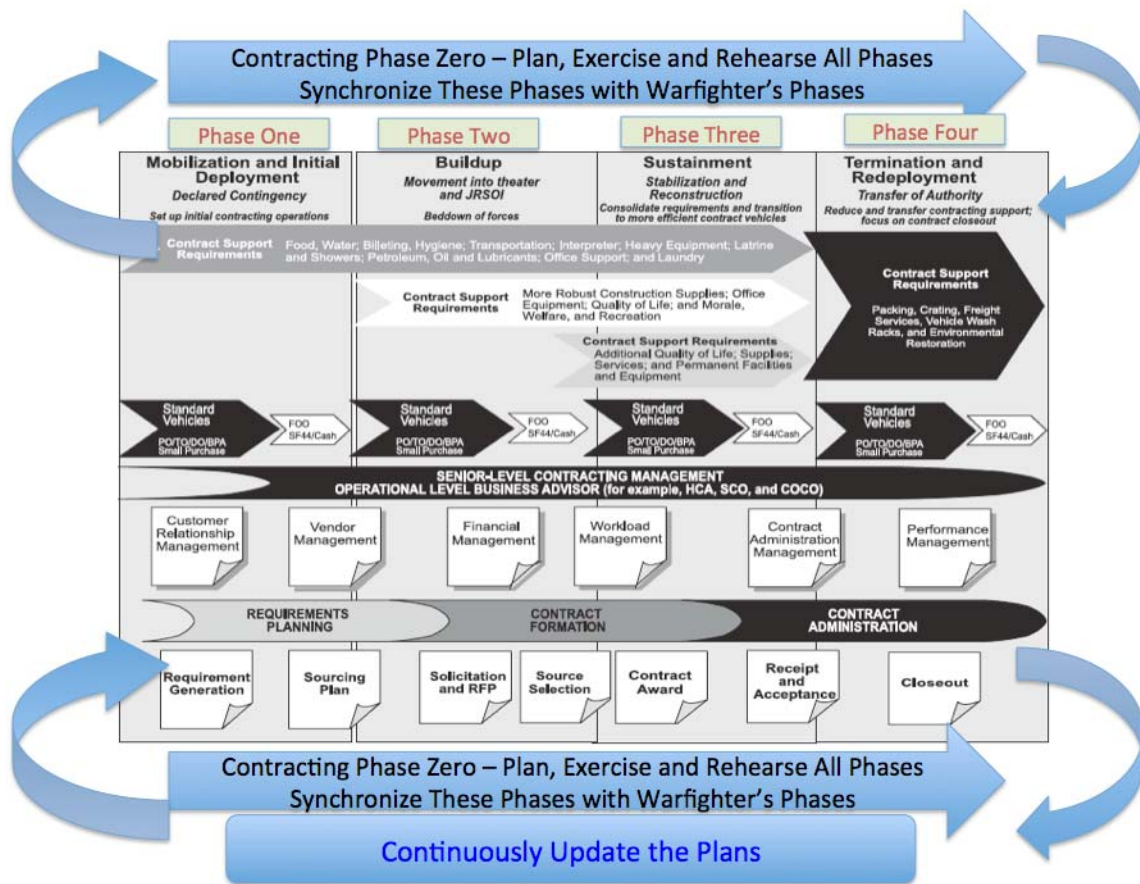 Contracting Phase Zero – Plan, Exercise and Rehearse All Phases
Synchronize These Phases with Warfighter's Phases
Phase One
Phase Two
Phase Three
Phase Four
Mobilization and Initial
Deployment
Declared Contingency
Set up initial contracting operations
Buildup
Movement into theater
and JRSOI
Beddown of forces
Sustainment
Stabilization and
Reconstruction
Consolidate requirements and transition
to more efficient contract vehicles
Termination and
Redeployment
Transfer of Authority
Reduce and transfer contracting support;
focus on contract closeout
Contract Support
Requirements
Food, Water; Billeting, Hygiene; Transportation; Interpreter; Heavy Equipment; Latrine
and Showers; Petroleum, Oil and Lubricants; Office Support; and Laundry
Contract Support
Requirements
More Robust Construction Supplies; Office
Equipment; Quality of Life; and Morale,
Welfare, and Recreation
Contract Support Requirements
Additional Quality of Life; Supplies;
Services; and Permanent Facilities
and Equipment
Contract Support
Requirements
Packing, Crating, Freight
Services, Vehicle Wash
Racks, and Environmental
Restoration
Standard
Vehicles
PO/TO/DO/BPA
Small Purchase
FOO
SF44/Cash
Standard
Vehicles
PO/TO/DO/BPA
Small Purchase
FOO
SF44/Cash
Standard
Vehicles
PO/TO/DO/BPA
Small Purchase
FOO
SF44/Cash
Standard
Vehicles
PO/TO/DO/BPA
Small Purchase
FOO
SF44/Cash
SENIOR-LEVEL CONTRACTING MANAGEMENT
OPERATIONAL LEVEL BUSINESS ADVISOR (for example, HCA, SCO, and COCO)
Customer
Relationship
Management
Vendor
Management
Financial
Management
Workload
Management
Contract
Administration
Management
Performance
Management
REQUIREMENTS
PLANNING
CONTRACT
FORMATION
CONTRACT
ADMINISTRATION
Requirement
Generation
Sourcing
Plan
Solicitation
and RFP
Source
Selection
Contract
Award
Receipt
and
Acceptance
Closeout
Contracting Phase Zero – Plan, Exercise and Rehearse All Phases
Synchronize These Phases with Warfighter's Phases
Continuously Update the Plans